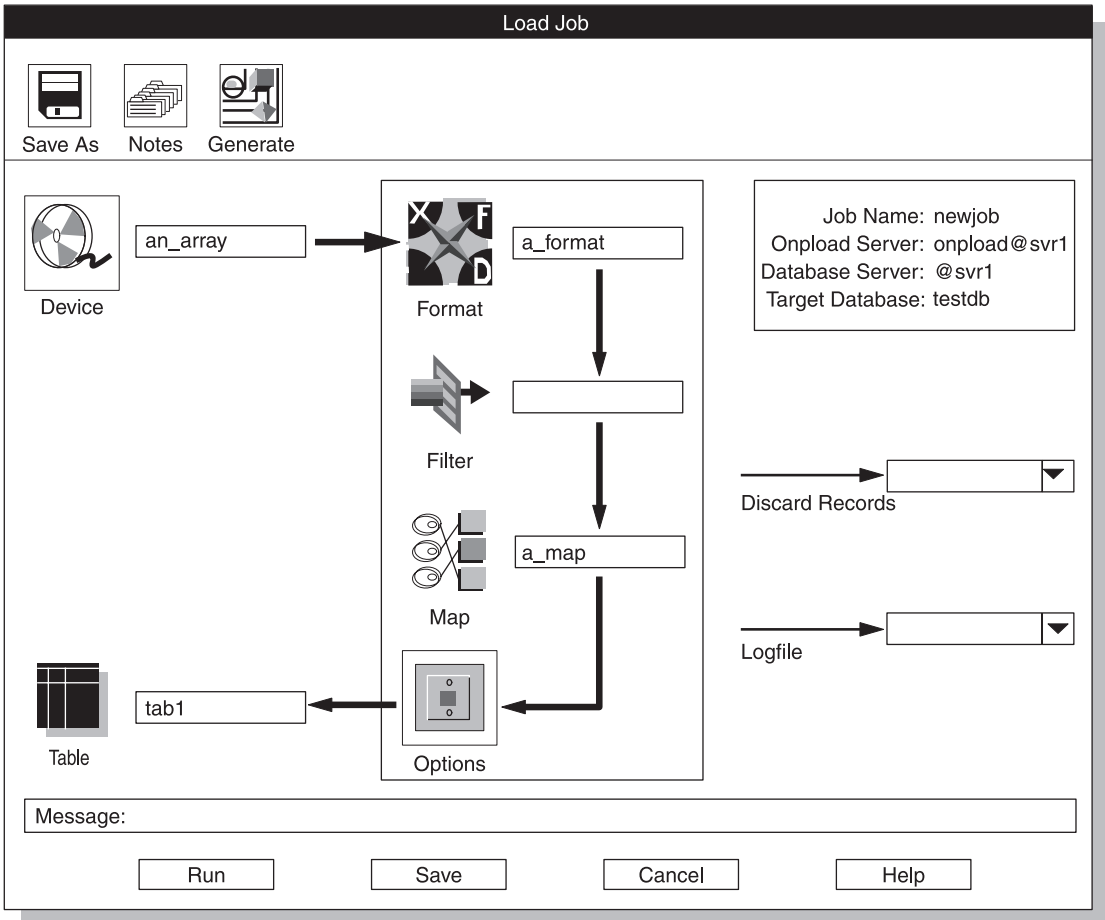 Load Job
Save As
Notes
Generate
Device
an_array
X F
D
Format
a_format
Job Name: newjob
Onpload Server: onpload@svr1
Database Server: @svr1
Target Database: testdb
Filter
Discard Records
Map
a_map
Logfile
Table
tab1
Options
Message:
Run
Save
Cancel
Help